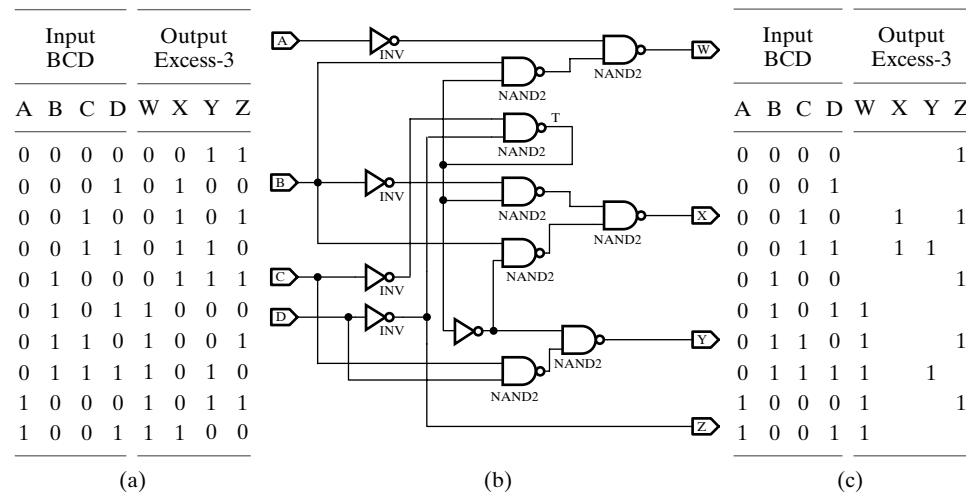 Input Output
BCD Excess-3
A B C D W X Y Z
0 0 0 0 0 0 1 1
0 0 0 1 0 1 0 0
0 0 1 0 0 1 0 1
0 0 1 1 0 1 1 0
0 1 0 0 0 1 1 1
0 1 0 1 1 0 0 0
0 1 1 0 1 0 0 1
0 1 1 1 1 0 1 0
1 0 0 0 1 0 1 1
1 0 0 1 1 1 0 0
(a)
A INV NAND2 W
NAND2
T
NAND2
B INV NAND2
NAND2 X
NAND2
C INV
D INV
NAND2 Y
NAND2
Z
(b)
Input Output
BCD Excess-3
A B C D W X Y Z
0 0 0 0 1
0 0 0 1
0 0 1 0 1 1
0 0 1 1 1 1
0 1 0 0 1
0 1 0 1 1
0 1 1 0 1 1
0 1 1 1 1 1
1 0 0 0 1 1
1 0 0 1 1
(c)